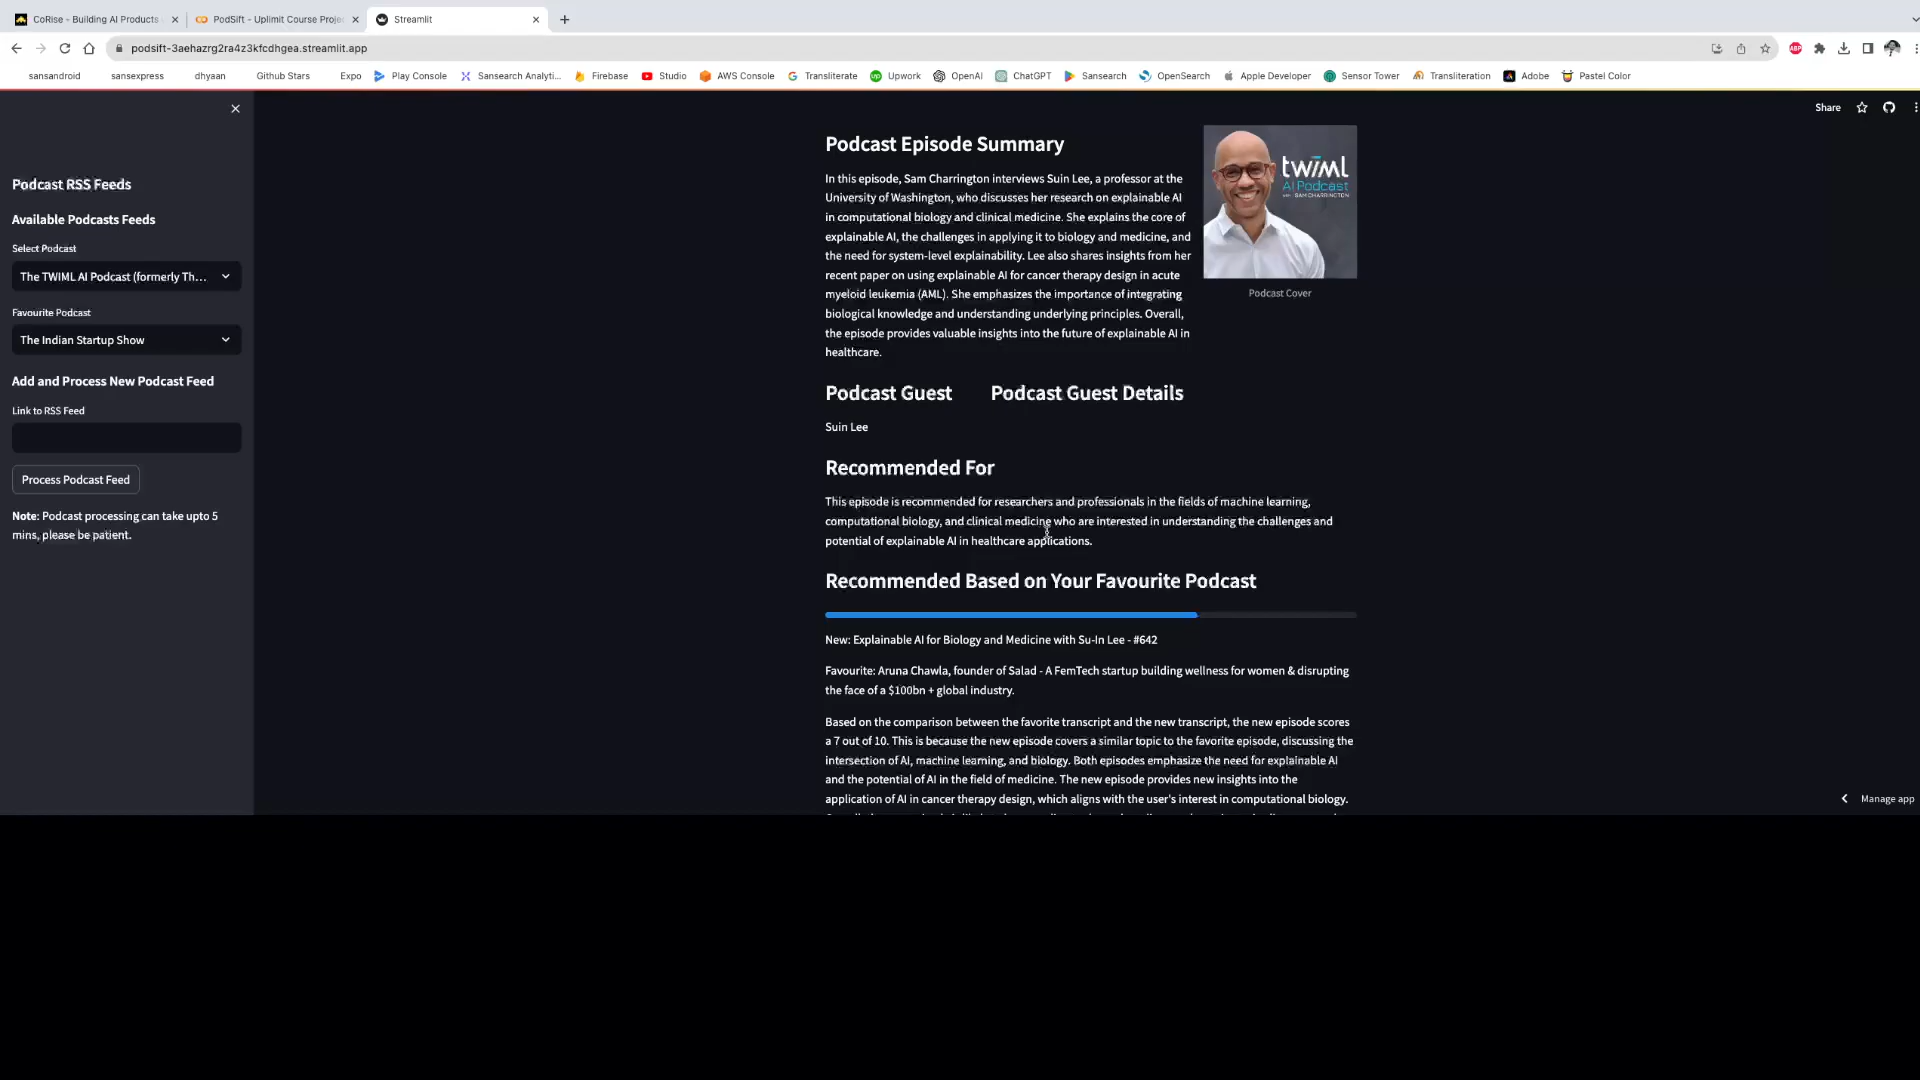 CoRise - Building AI Products
PodSift - Uplimit Course Proje
Streamlit
podsift-3aehazrg2ra4z3kfcdhgea.streamlit.app
sansandroid sansexpress dhyaan Github Stars Expo Play Console Sansearch Analyti... Firebase Studio AWS Console Transliterate Upwork OpenAI ChatGPT Sansearch OpenSearch Apple Developer Sensor Tower Transliteration Adobe Pastel Color
Share
Podcast RSS Feeds
Available Podcasts Feeds
Select Podcast
The TWIML AI Podcast (formerly Th...
Favourite Podcast
The Indian Startup Show
Add and Process New Podcast Feed
Link to RSS Feed
Process Podcast Feed
Note: Podcast processing can take upto 5
mins, please be patient.
Podcast Episode Summary
In this episode, Sam Charrington interviews Suin Lee, a professor at the
University of Washington, who discusses her research on explainable AI
in computational biology and clinical medicine. She explains the core of
explainable AI, the challenges in applying it to biology and medicine, and
the need for system-level explainability. Lee also shares insights from her
recent paper on using explainable AI for cancer therapy design in acute
myeloid leukemia (AML). She emphasizes the importance of integrating
biological knowledge and understanding underlying principles. Overall,
the episode provides valuable insights into the future of explainable AI in
healthcare.
twiml
AI Podcast
SAM CHARRINGTON
Podcast Cover
Podcast Guest
Podcast Guest Details
Suin Lee
Recommended For
This episode is recommended for researchers and professionals in the fields of machine learning,
computational biology, and clinical medicine who are interested in understanding the challenges and
potential of explainable AI in healthcare applications.
Recommended Based on Your Favourite Podcast
New: Explainable AI for Biology and Medicine with Su-In Lee - #642
Favourite: Aruna Chawla, founder of Salad - A FemTech startup building wellness for women & disrupting
the face of a $100bn + global industry.
Based on the comparison between the favorite transcript and the new transcript, the new episode scores
a 7 out of 10. This is because the new episode covers a similar topic to the favorite episode, discussing the
intersection of AI, machine learning, and biology. Both episodes emphasize the need for explainable AI
and the potential of AI in the field of medicine. The new episode provides new insights into the
application of AI in cancer therapy design, which aligns with the user's interest in computational biology.
Manage app